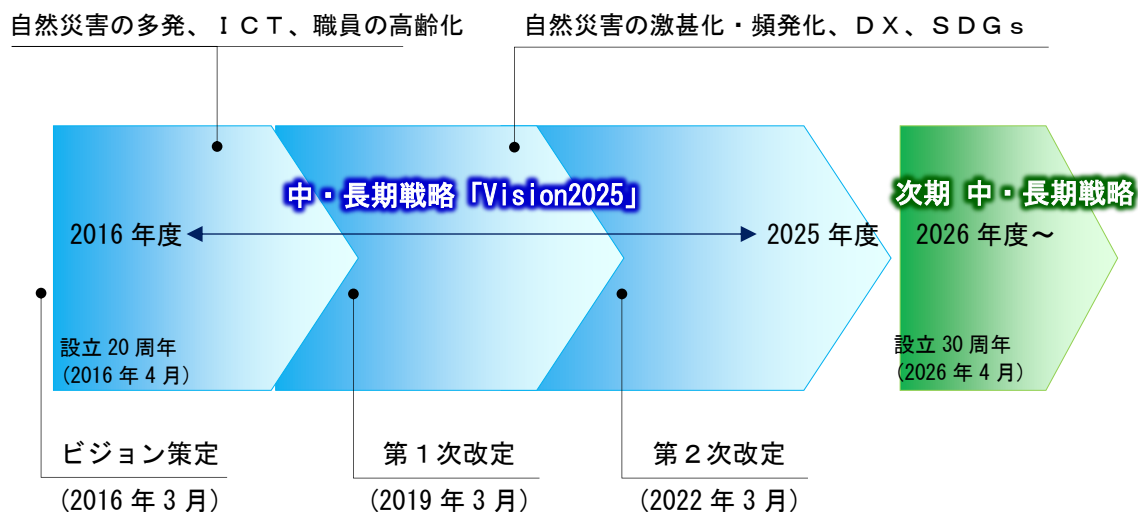 自然災害の多発、ＩＣＴ、職員の高齢化
自然災害の激甚化・頻発化、ＤＸ、ＳＤＧｓ
中・長期戦略「Vision2025」
次期 中・長期戦略
2016 年度
2025 年度
2026 年度～
設立 20 周年
(2016 年 4 月)
設立 30 周年
(2026 年 4 月)
ビジョン策定
(2016 年 3 月)
第１次改定
(2019 年 3 月)
第２次改定
(2022 年 3 月)